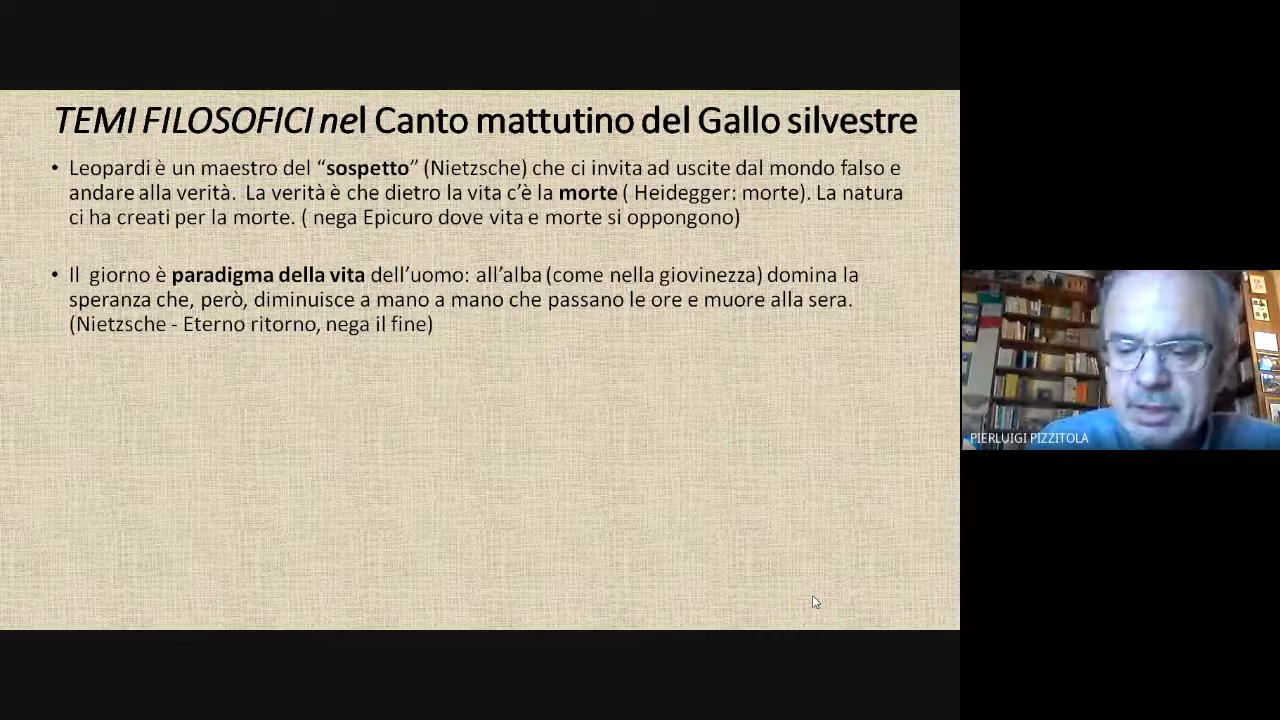 TEMI FILOSOFICI nel Canto mattutino del Gallo silvestre
• Leopardi è un maestro del “sospetto” (Nietzsche) che ci invita ad uscite dal mondo falso e
andare alla verità. La verità è che dietro la vita c’è la morte ( Heidegger: morte). La natura
ci ha creati per la morte. ( nega Epicuro dove vita e morte si oppongono)
• Il giorno è paradigma della vita dell’uomo: all’alba (come nella giovinezza) domina la
speranza che, però, diminuisce a mano a mano che passano le ore e muore alla sera.
(Nietzsche - Eterno ritorno, nega il fine)
PIERLUIGI PIZZITOLA